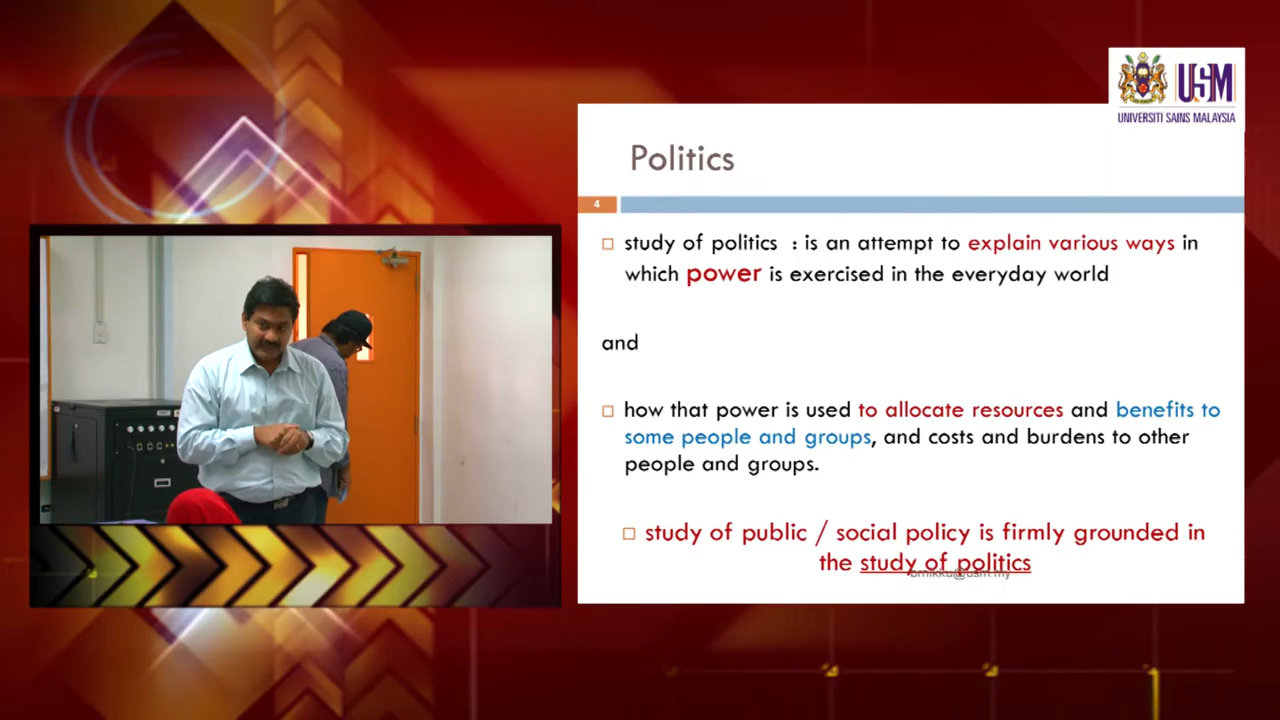 USM
UNIVERSITI SAINS MALAYSIA
Politics
4
study of politics : is an attempt to explain various ways in
which power is exercised in the everyday world
and
how that power is used to allocate resources and benefits to
some people and groups, and costs and burdens to other
people and groups.
study of public / social policy is firmly grounded in
the study of politics